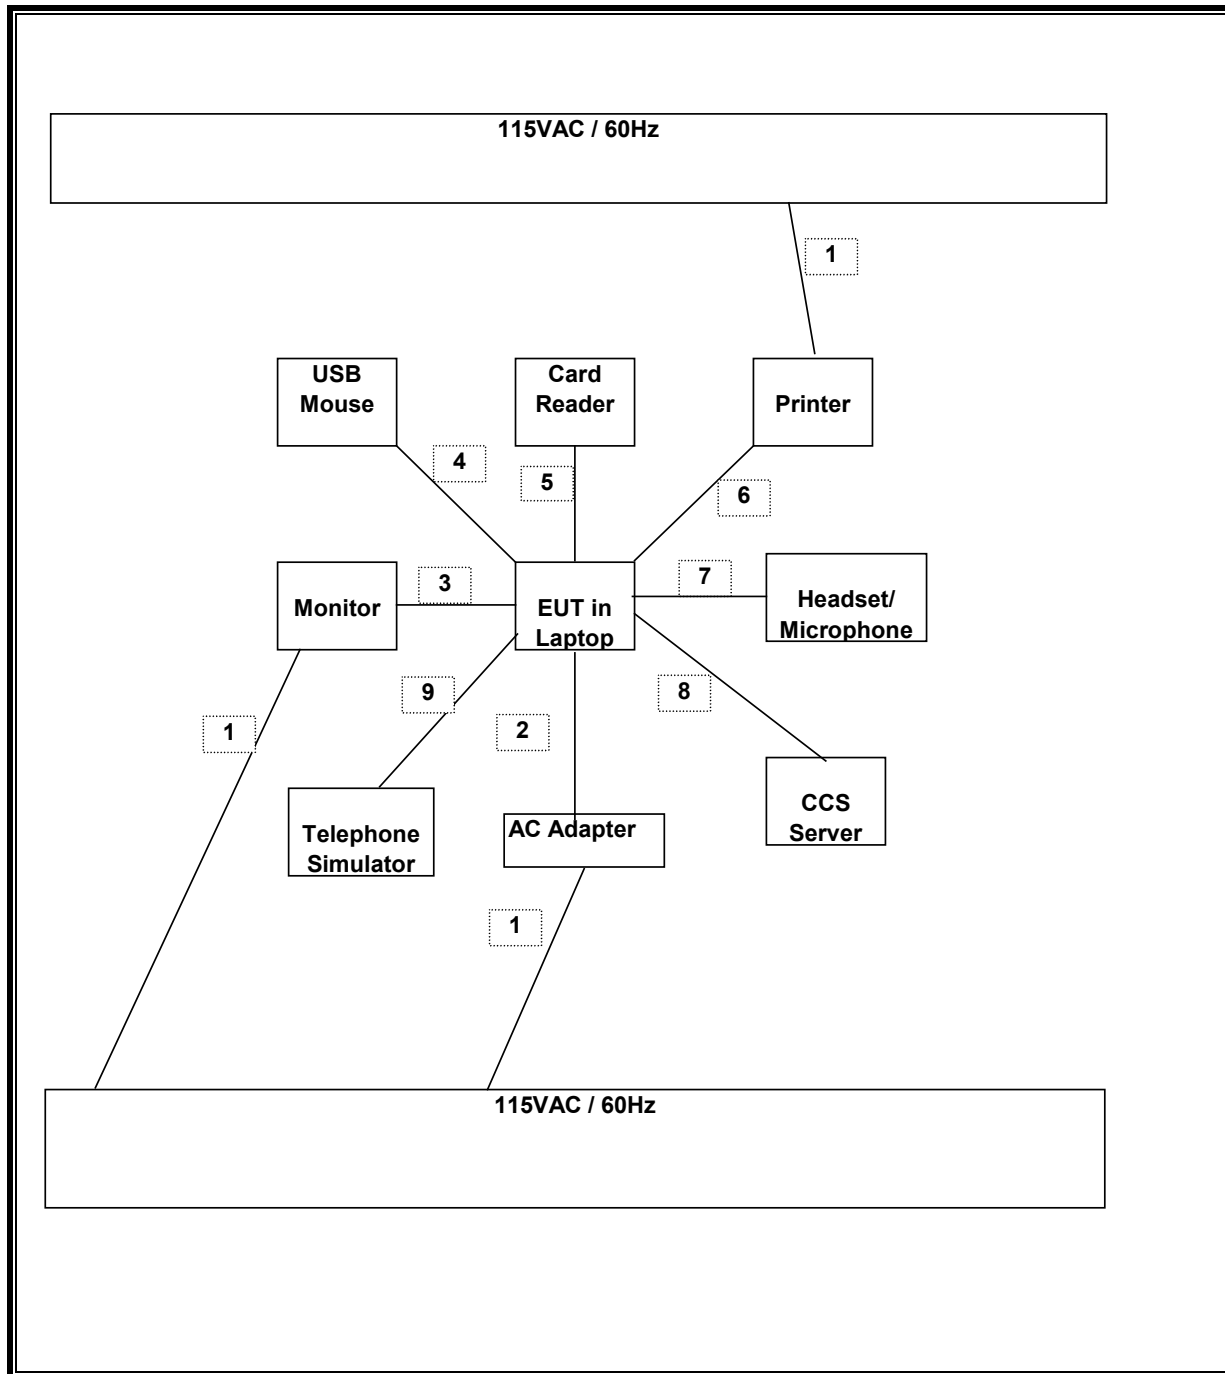 115VAC / 60Hz
1
USB
Mouse
Card
Reader
Printer
4
5
6
Monitor
3
EUT in
Laptop
7
Headset/
Microphone
9
2
8
1
Telephone
Simulator
AC Adapter
CCS
Server
1
115VAC / 60Hz